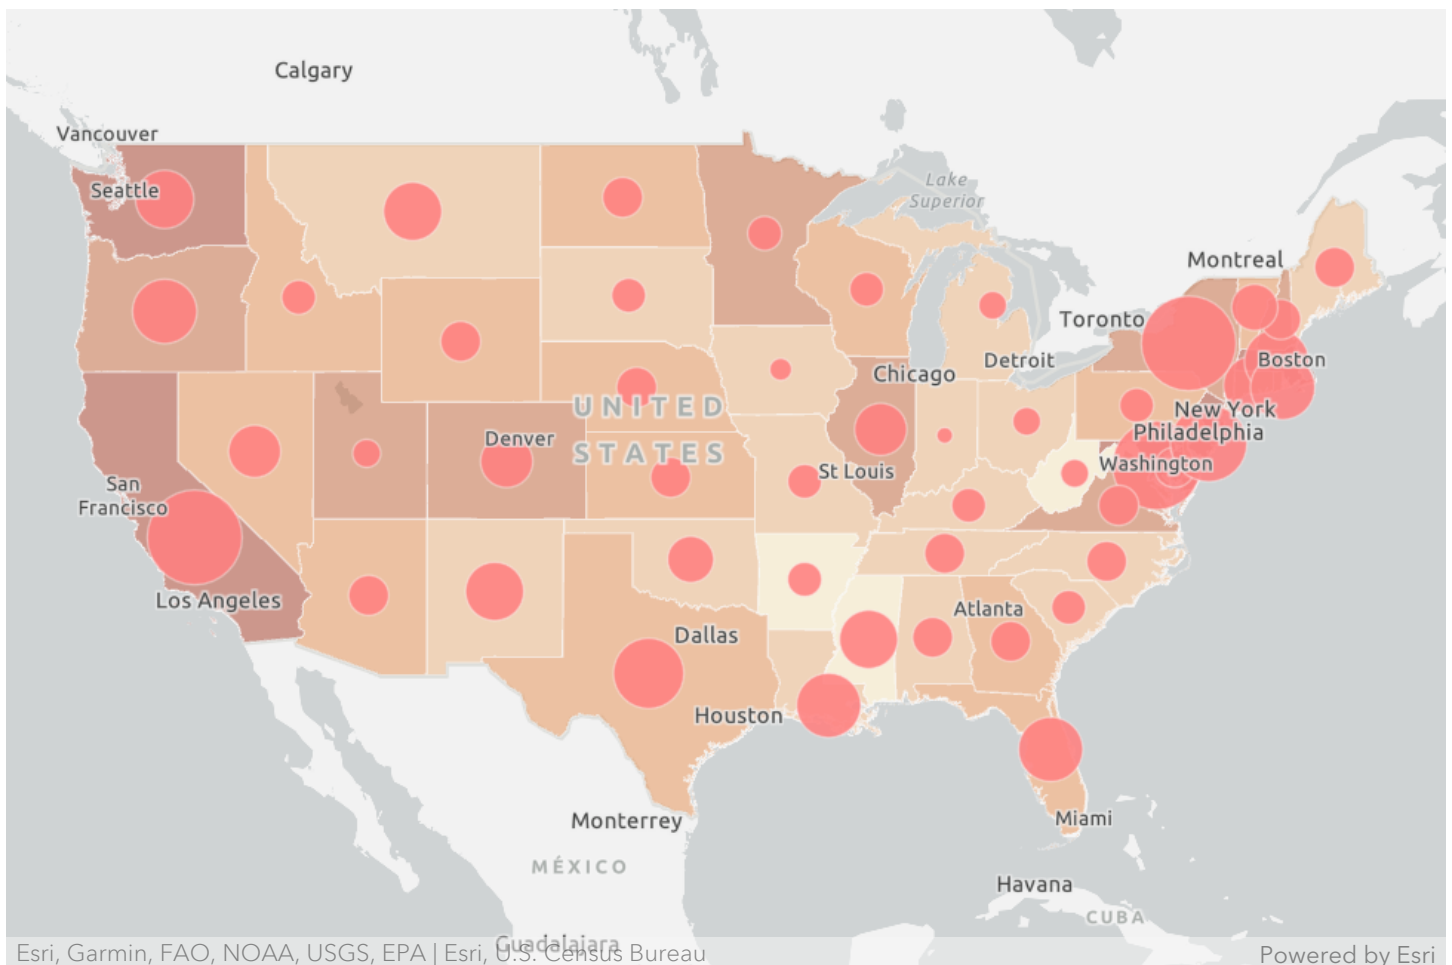 Calgary
Vancouver
Seattle
Lake
Superior
Montreal
Toronto
Detroit
Boston
Chicago
UNITED
STATES
New York
Philadelphia
Denver
Washington
St Louis
San
Francisco
Los Angeles
Atlanta
Dallas
Houston
Monterrey
Miami
MÉXICO
Havana
CUBA
Guadalajara
Esri, Garmin, FAO, NOAA, USGS, EPA | Esri, U.S. Census Bureau
Powered by Esri